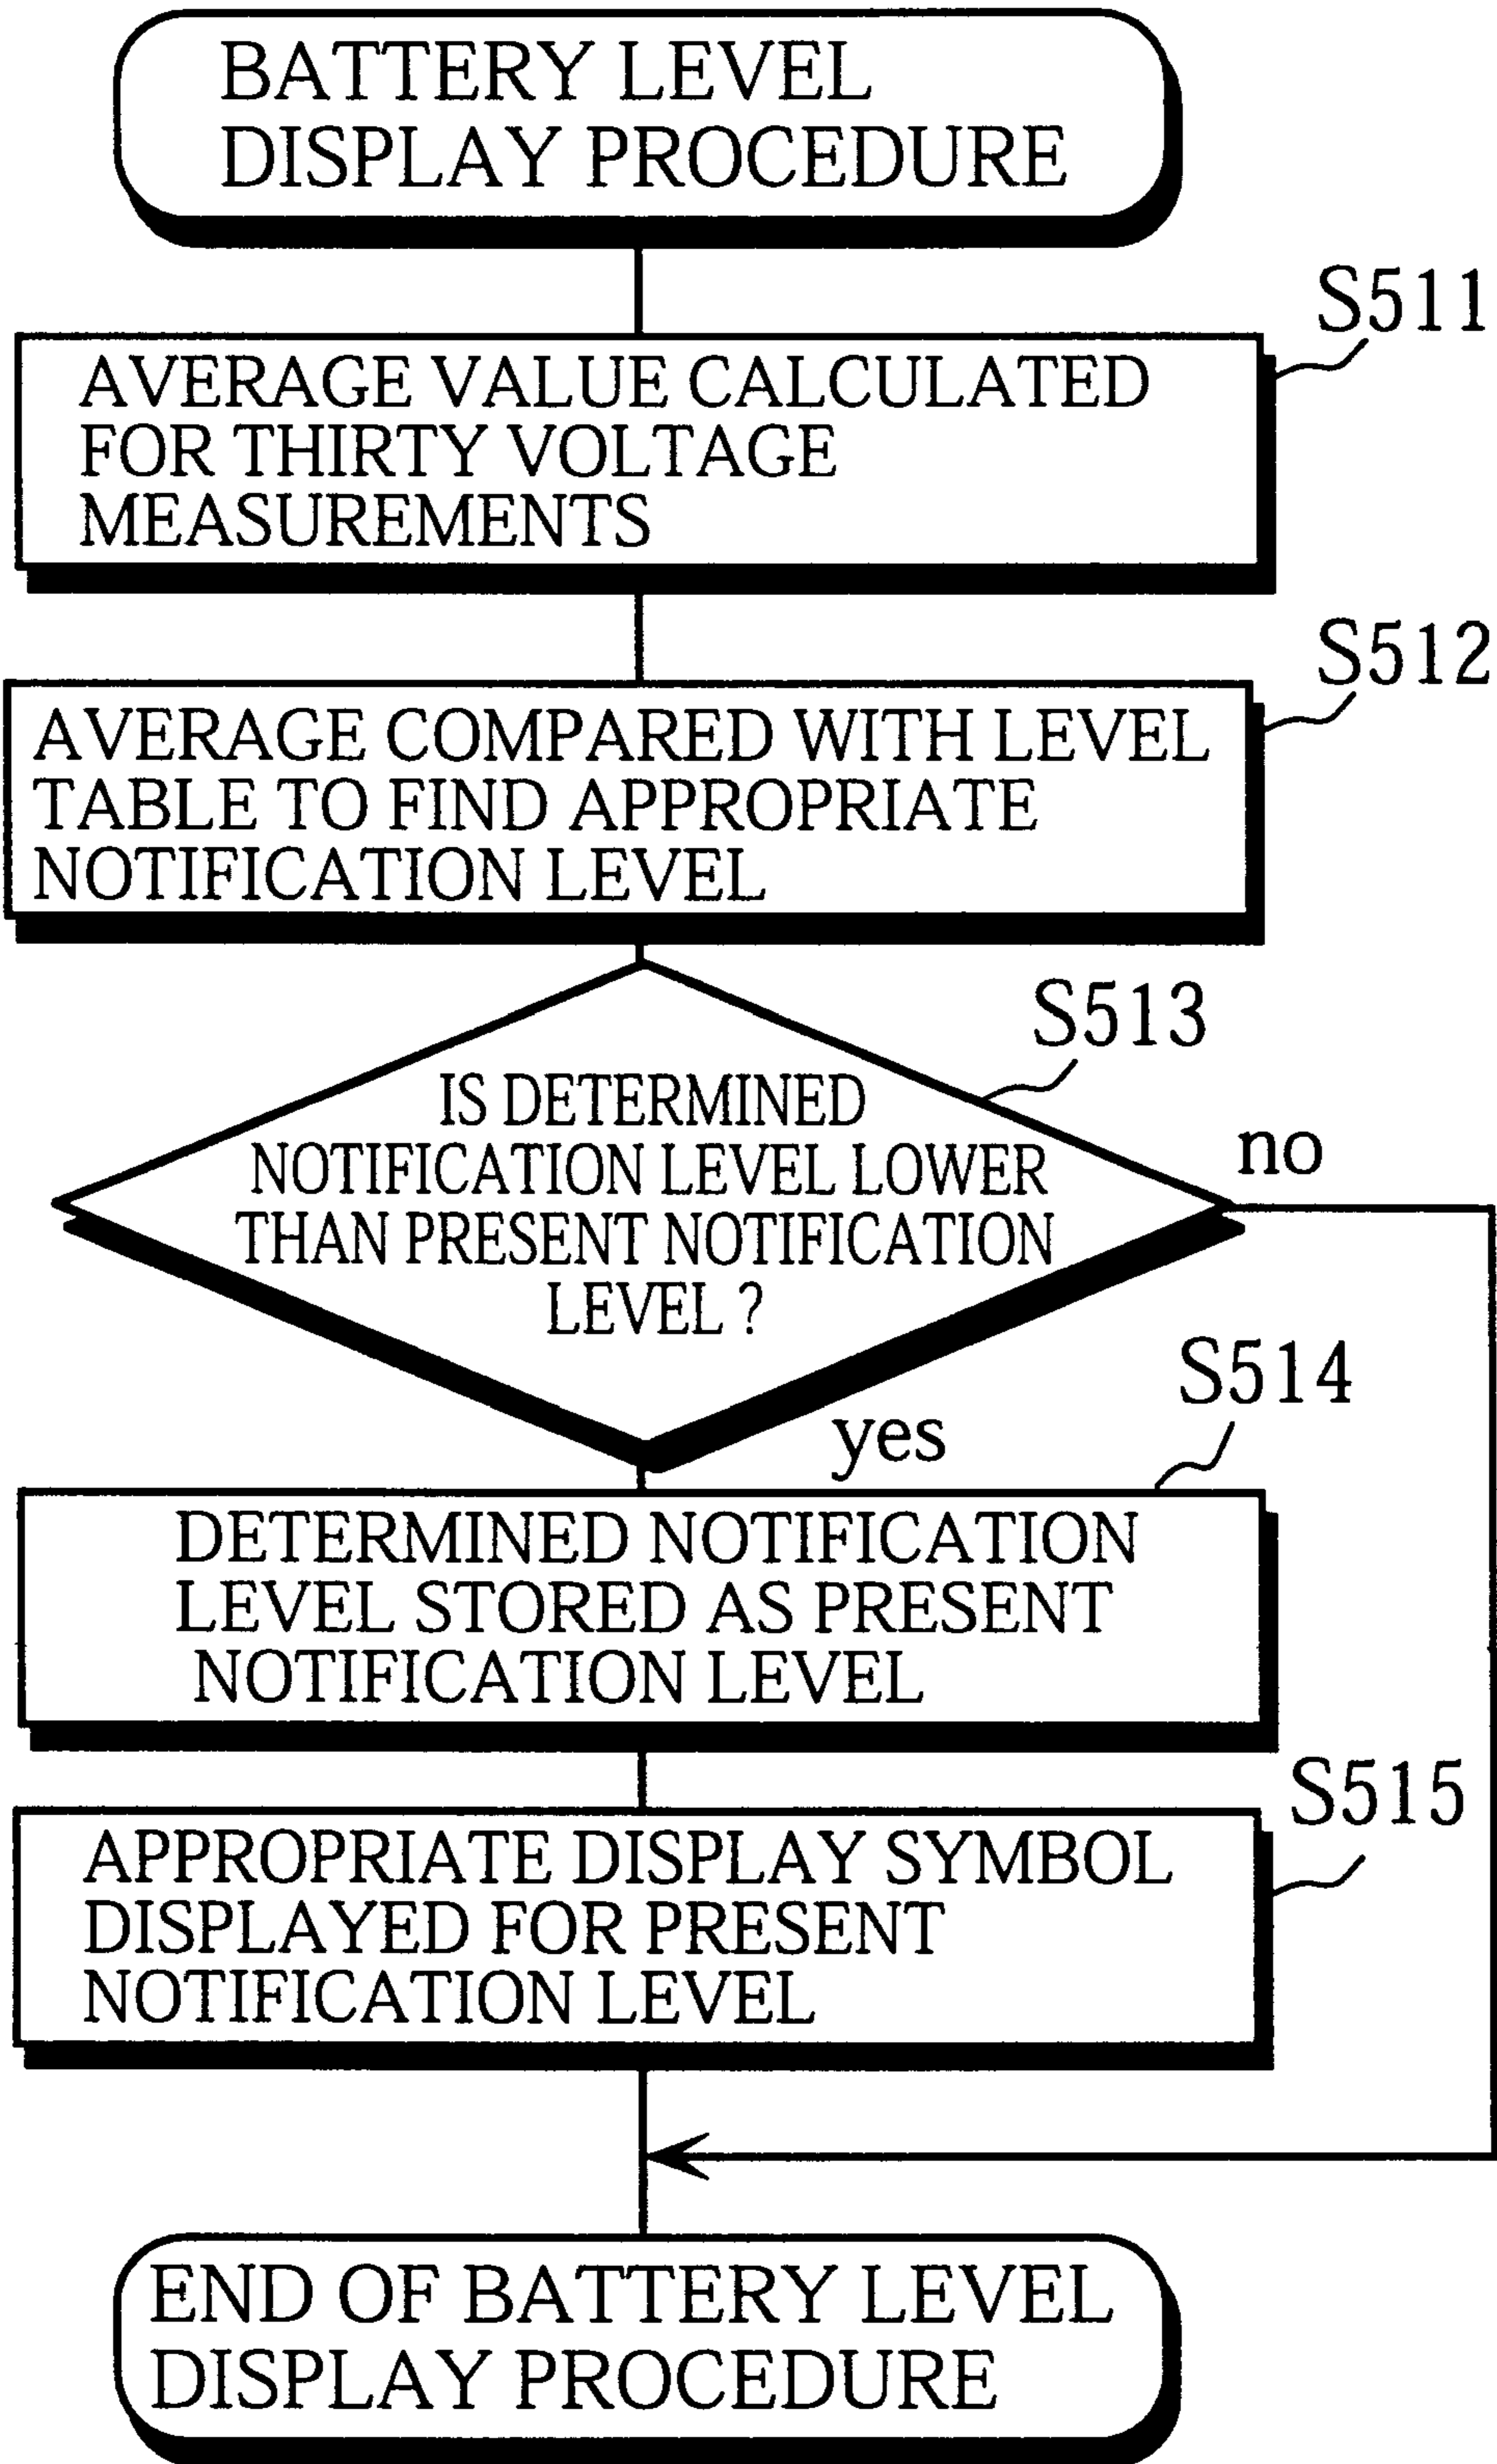 BATTERY LEVEL
DISPLAY PROCEDURE
S511
AVERAGE VALUE CALCULATED
FOR THIRTY VOLTAGE
MEASUREMENTS
S512
AVERAGE COMPARED WITH LEVEL
TABLE TO FIND APPROPRIATE
NOTIFICATION LEVEL
S513
IS DETERMINED
NOTIFICATION LEVEL LOWER
THAN PRESENT NOTIFICATION
LEVEL ?
no
yes
S514
DETERMINED NOTIFICATION
LEVEL STORED AS PRESENT
NOTIFICATION LEVEL
S515
APPROPRIATE DISPLAY SYMBOL
DISPLAYED FOR PRESENT
NOTIFICATION LEVEL
END OF BATTERY LEVEL
DISPLAY PROCEDURE